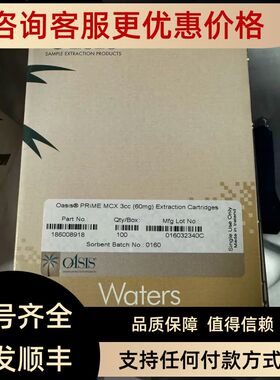 咨询客服更优惠价格
SAMPLE EXTRACTION PRODUCTS
Oasis® PRiME MCX 3cc (60mg) Extraction Cartridges
Part No. Qty/Box: Mfg Lot No.
186008918 100 016032340C
Sorbent Batch No.: 0160
Single Use Only
Made in Ireland
OASIS
Waters
号齐全
品质保障 值得信赖
发顺丰
支持任何付款方式